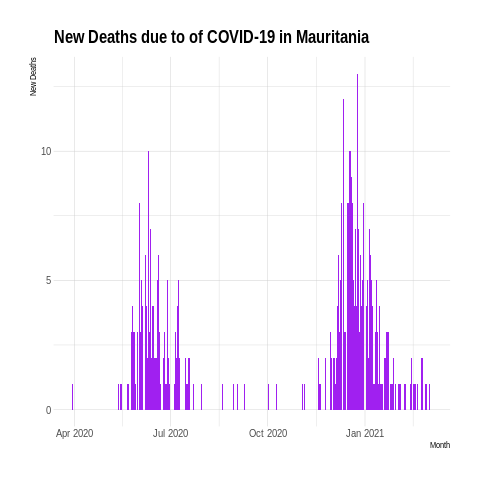 New Deaths due to of COVID-19 in Mauritania
New Deaths
10
5
0
Apr 2020 Jul 2020 Oct 2020 Jan 2021
Month